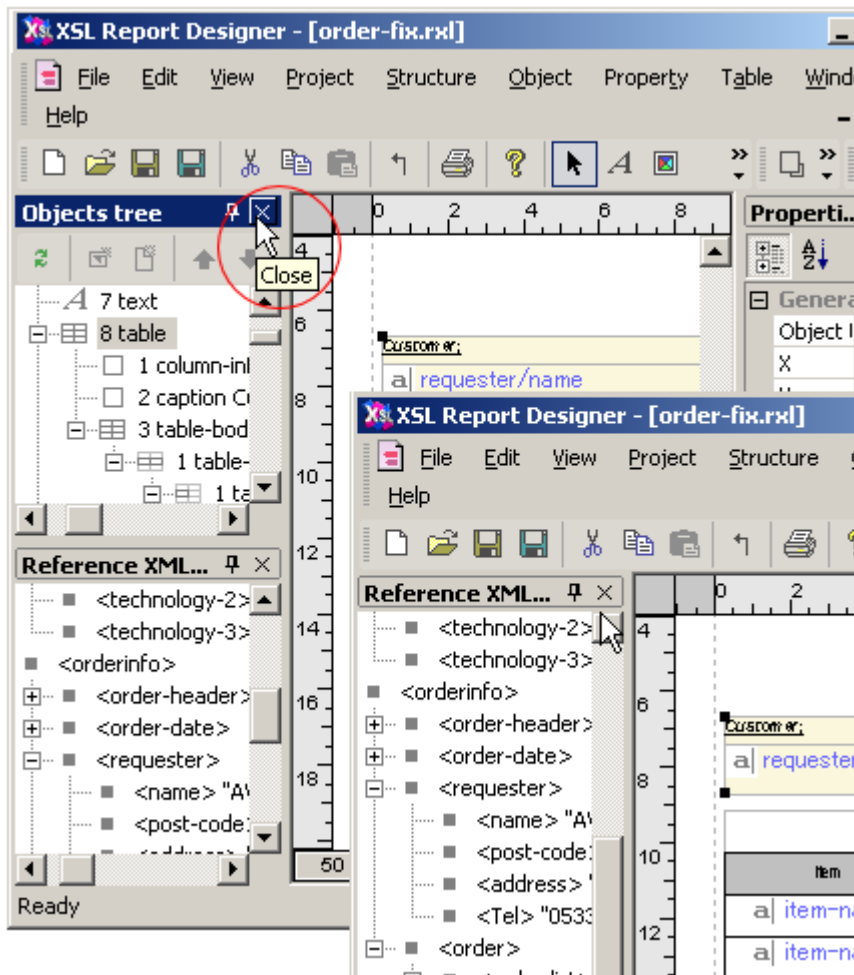 XSL Report Designer - [order-fix.rxl]
File Edit View Project Structure Object Property Table Wind
Help
Objects tree
Properti...
Close
7 text
8 table
1 column-inf
2 caption
3 table-bod
1 table-
1 ta
0 2 4 6 8
4
6
8
10
12
14
16
18
50
Customer;
a requester/name
General
Object I
X
Reference XML...
<technology-2>
<technology-3>
<orderinfo>
<order-header>
<order-date>
<requester>
<name> "A
<post-code
Ready
XSL Report Designer - [order-fix.rxl]
File Edit View Project Structure
Help
Reference XML...
<technology-2>
<technology-3>
<orderinfo>
<order-header>
<order-date>
<requester>
<name> "A
<post-code
<address>
<Tel> "0533
<order>
0 2
4
6
8
10
12
Customer;
a requester
Item
a item-na
a item-na